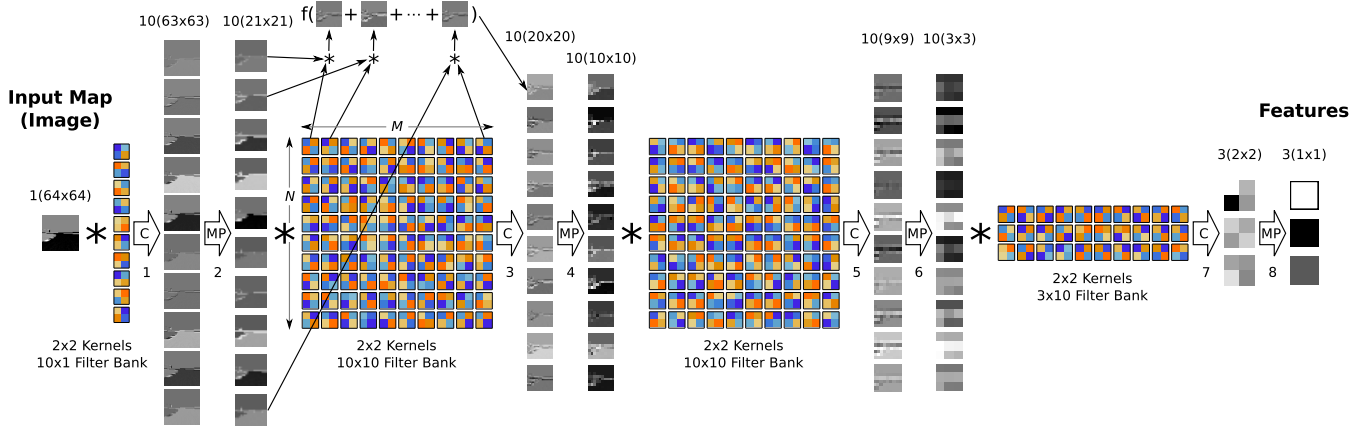 f( + + ··· + )
10(63x63)
10(21x21)
10(20x20)
10(10x10)
10(9x9)
10(3x3)
Input Map
(Image)
Features
1(64x64)
3(2x2)
3(1x1)
M
N
* * *
* C MP * C MP * C MP * C MP
1 2 3 4 5 6 7 8
2x2 Kernels
10x1 Filter Bank
2x2 Kernels
10x10 Filter Bank
2x2 Kernels
10x10 Filter Bank
2x2 Kernels
3x10 Filter Bank